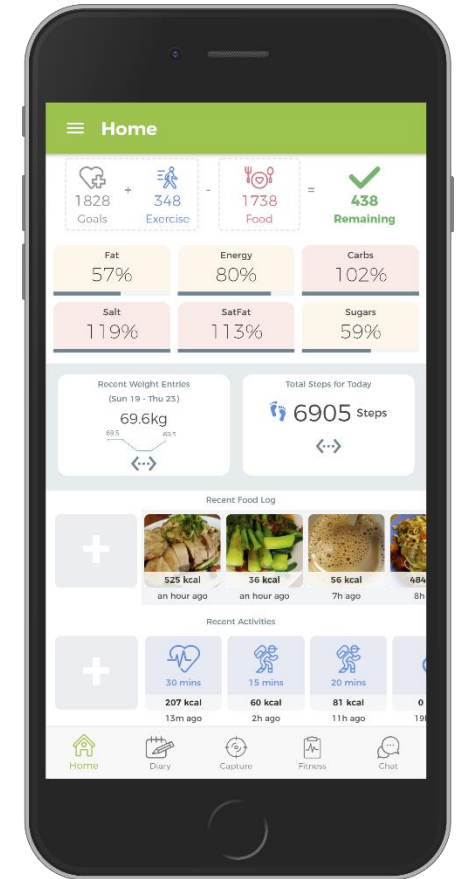 Home
1828 + 348 - 1738 = 438
Goals Exercise Food Remaining
Fat Energy Carbs
57% 80% 102%
Salt SatFat Sugars
119% 113% 59%
Recent Weight Entries
(Sun 19 - Thu 23)
69.6kg
69.5 69.5
Total Steps for Today
6905 Steps
Recent Food Log
525 kcal 36 kcal 56 kcal 484
an hour ago an hour ago 7h ago 8h
Recent Activities
30 mins 15 mins 20 mins
207 kcal 60 kcal 81 kcal 0
13m ago 2h ago 11h ago 19h
Home Diary Capture Fitness Chat